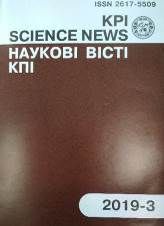 ISSN 2617-5509
KPI
SCIENCE NEWS
НАУКОВІ ВІСТІ
КПІ
2019-3